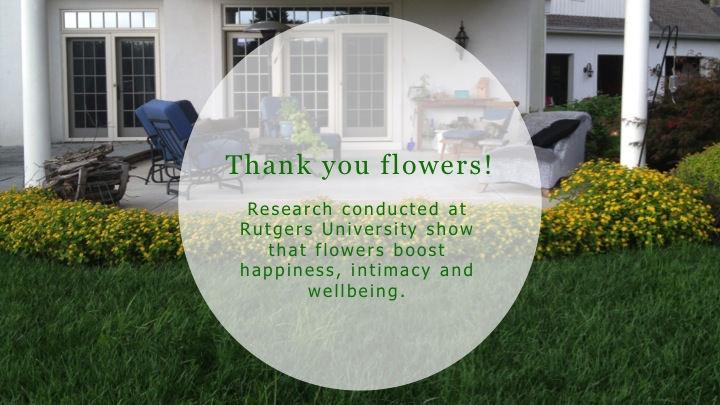 Thank you flowers!
Research conducted at
Rutgers University show
that flowers boost
happiness, intimacy and
wellbeing.